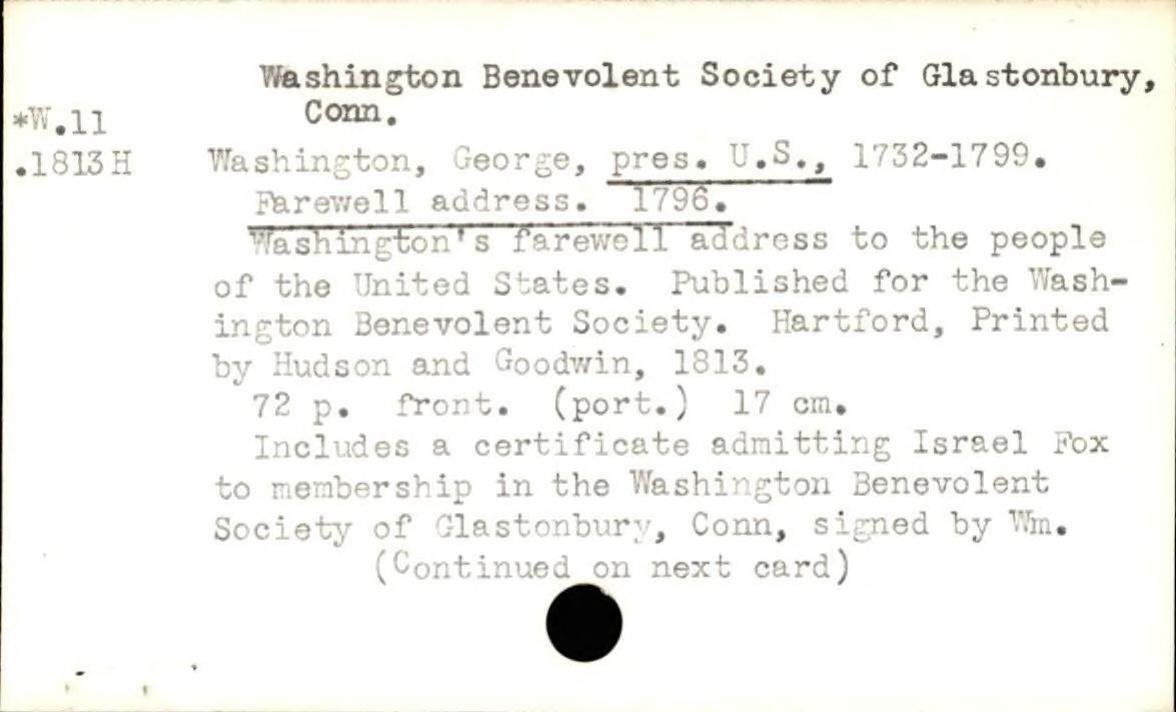 Washington Benevolent Society of Glastonbury,
Conn.
*W.11
.1813H
Washington, George, pres. U.S., 1732-1799.
Farewell address. 1796.
Washington's farewell address to the people
of the United States. Published for the Wash-
ington Benevolent Society. Hartford, Printed
by Hudson and Goodwin, 1813.
72 p. front. (port.) 17 cm.
Includes a certificate admitting Israel Fox
to membership in the Washington Benevolent
Society of Glastonbury, Conn, signed by Wm.
(Continued on next card)